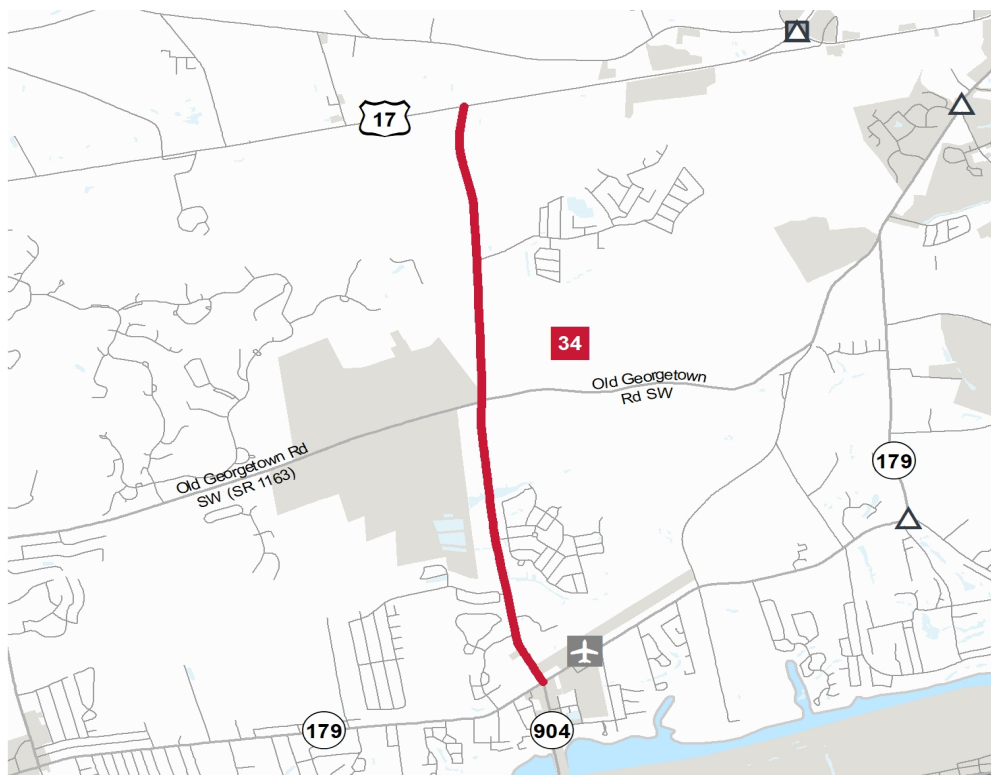 17
34
Old Georgetown
Rd SW
Old Georgetown Rd
SW (SR 1163)
179
179
904